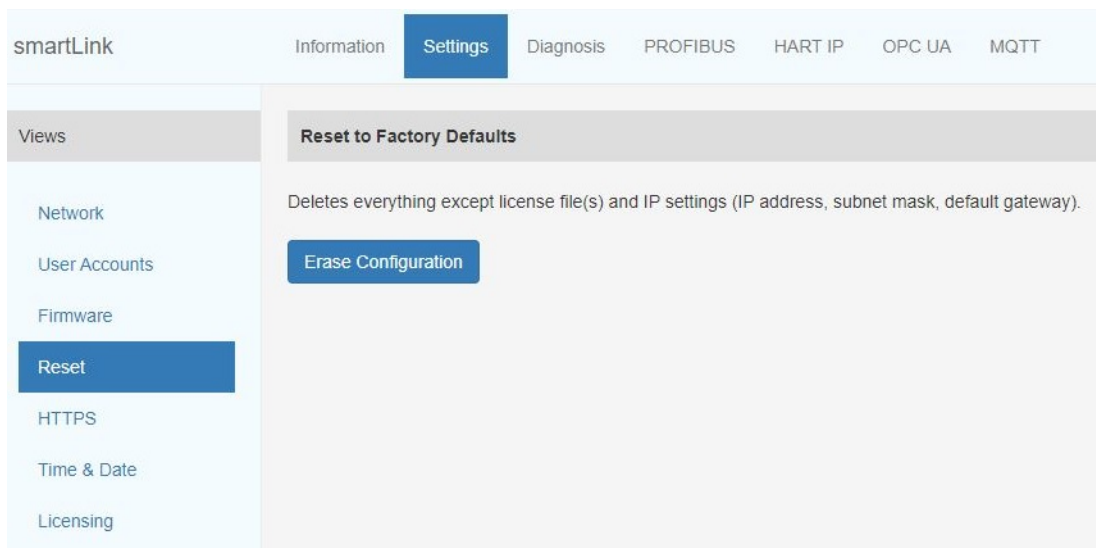 smartLink
Information Settings Diagnosis PROFIBUS HART IP OPC UA MQTT
Views
Network
User Accounts
Firmware
Reset
HTTPS
Time & Date
Licensing
Reset to Factory Defaults
Deletes everything except license file(s) and IP settings (IP address, subnet mask, default gateway).
Erase Configuration